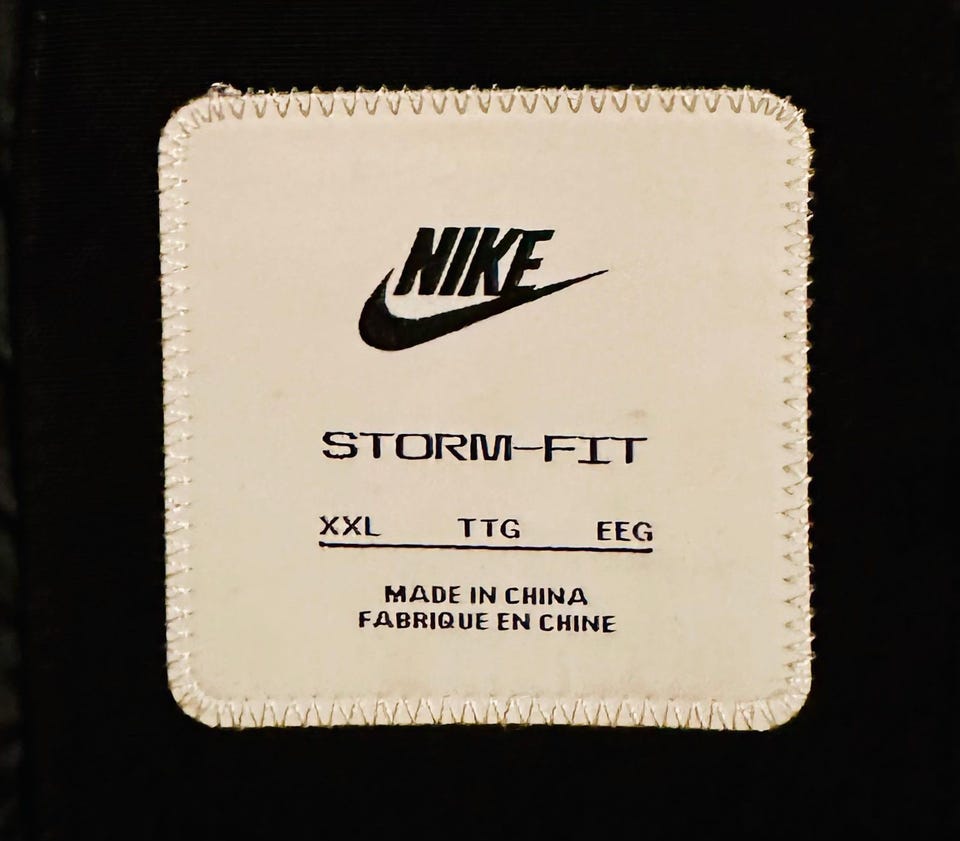 NIKE
STORM-FIT
XXL TTG EEG
MADE IN CHINA
FABRIQUE EN CHINE